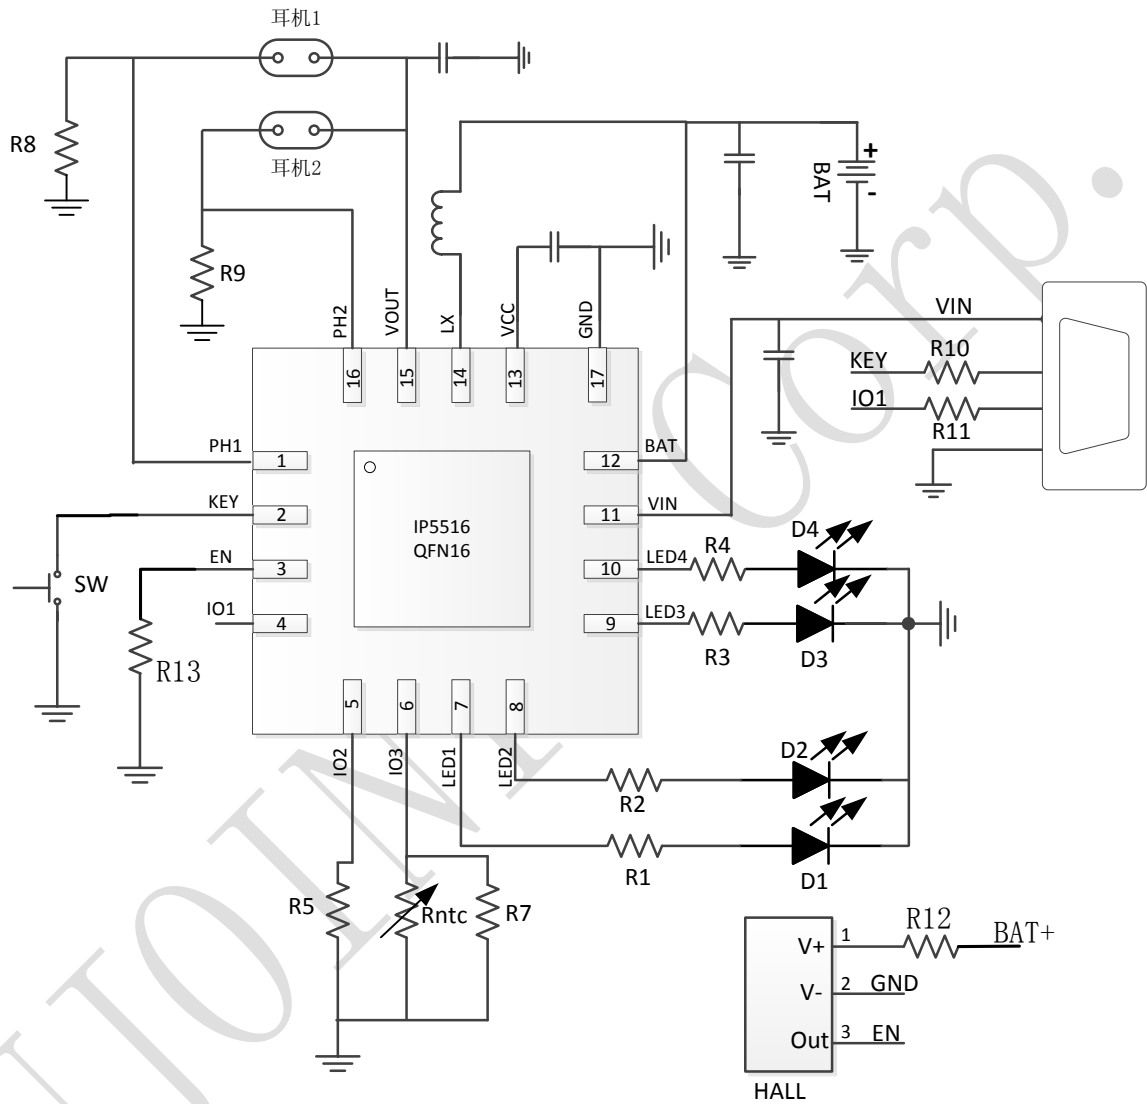 耳机1
R8
耳机2
R9
PH2
VOUT
LX
VCC
GND
BAT
+
-
VIN
KEY
R10
IO1
R11
16
15
14
13
17
PH1
1
12
BAT
KEY
2
11
VIN
EN
3
10
LED4
R4
D4
IO1
4
9
LED3
R3
D3
IP5516
QFN16
SW
R13
5
6
7
8
IO2
IO3
LED1
LED2
R2
D2
R1
D1
R5
Rntc
R7
V+
1
R12
BAT+
V-
2
GND
Out
3
EN
HALL
Corp.